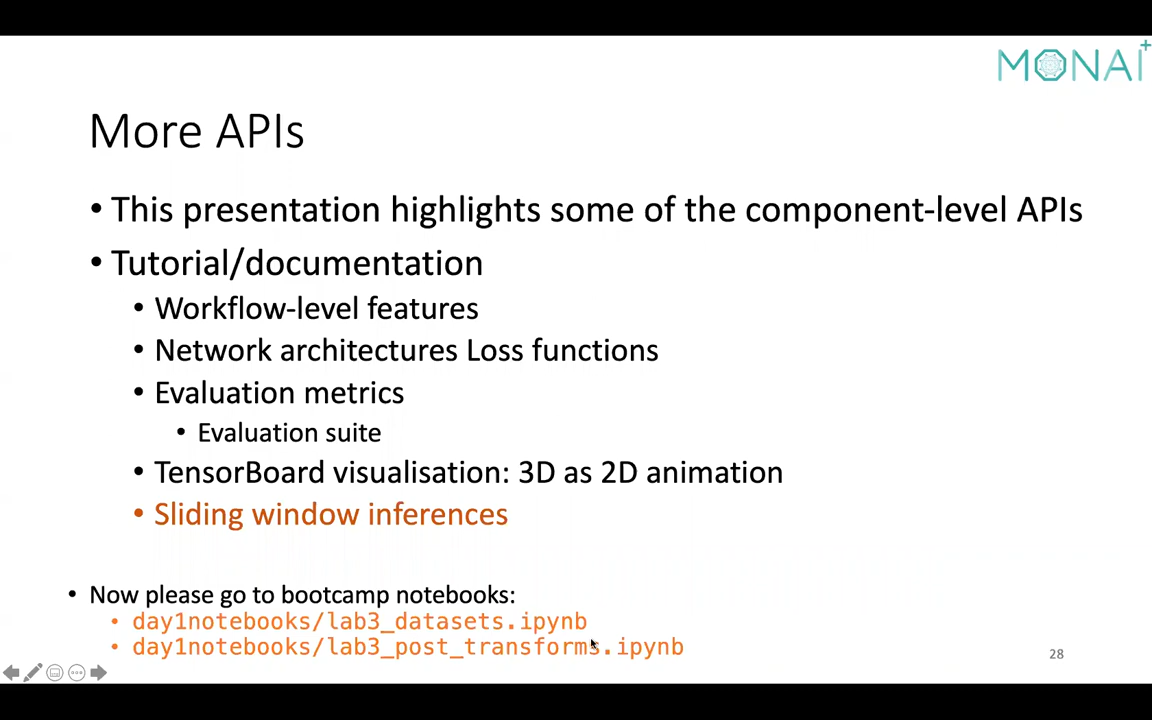 MONAI+
More APIs
• This presentation highlights some of the component-level APIs
• Tutorial/documentation
• Workflow-level features
• Network architectures Loss functions
• Evaluation metrics
• Evaluation suite
• TensorBoard visualisation: 3D as 2D animation
• Sliding window inferences
• Now please go to bootcamp notebooks:
• day1notebooks/lab3_datasets.ipynb
• day1notebooks/lab3_post_transforms.ipynb
28